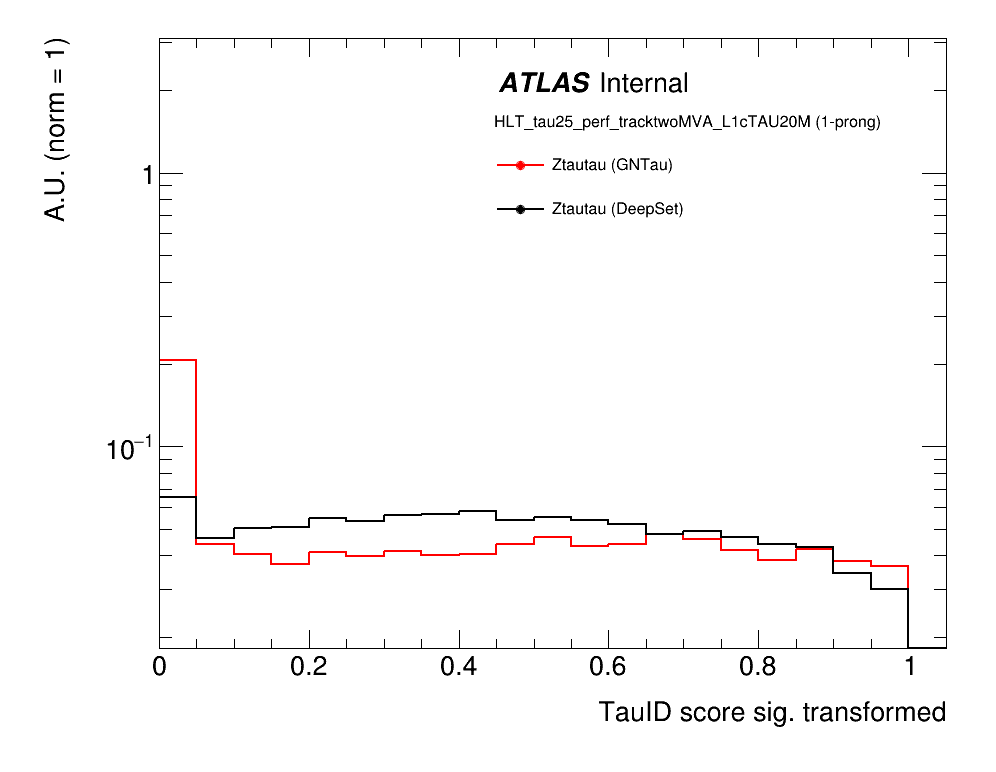 A.U. (norm = 1)
ATLAS Internal
HLT_tau25_perf_tracktwoMVA_L1cTAU20M (1-prong)
Ztautau (GNTau)
Ztautau (DeepSet)
1
10⁻¹
0 0.2 0.4 0.6 0.8 1
TauID score sig. transformed